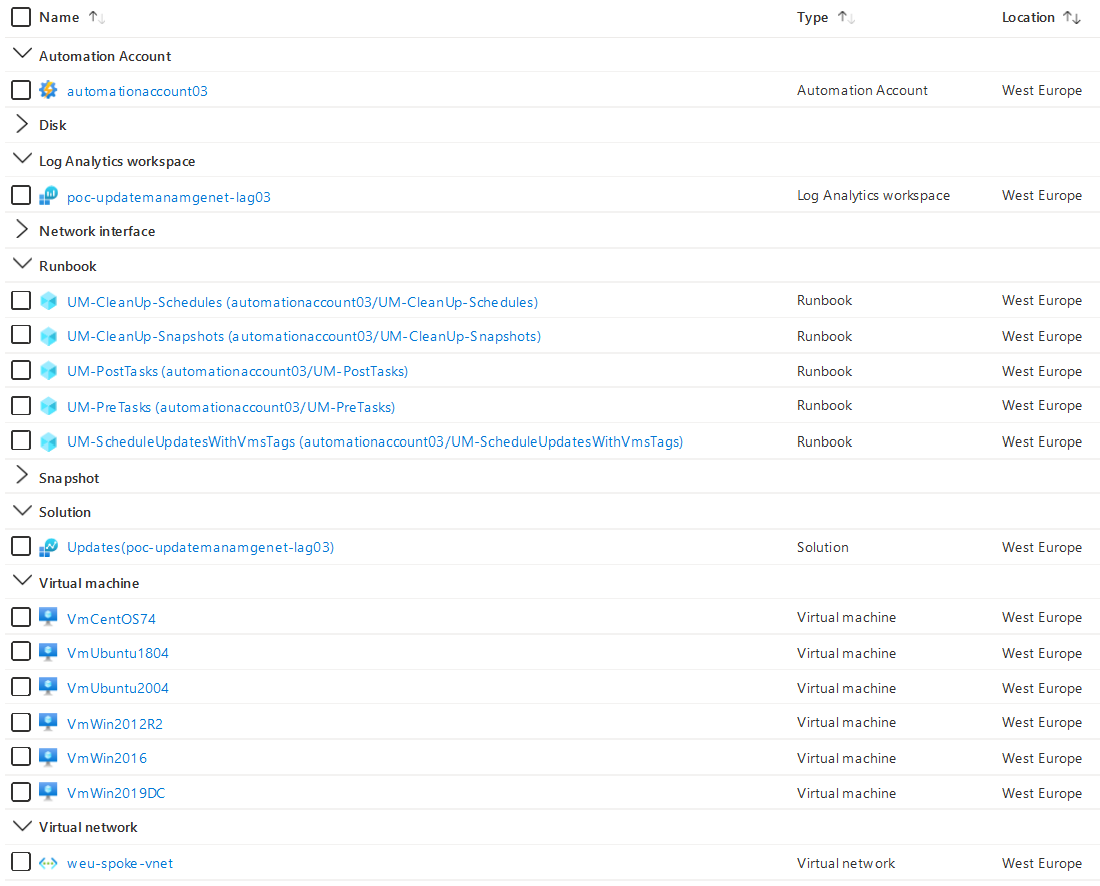 Name Type Location
Automation Account
automationaccount03 Automation Account West Europe
Disk
Log Analytics workspace
poc-updatemanamgenet-lag03 Log Analytics workspace West Europe
Network interface
Runbook
UM-CleanUp-Schedules (automationaccount03/UM-CleanUp-Schedules) Runbook West Europe
UM-CleanUp-Snapshots (automationaccount03/UM-CleanUp-Snapshots) Runbook West Europe
UM-PostTasks (automationaccount03/UM-PostTasks) Runbook West Europe
UM-PreTasks (automationaccount03/UM-PreTasks) Runbook West Europe
UM-ScheduleUpdatesWithVmsTags (automationaccount03/UM-ScheduleUpdatesWithVmsTags) Runbook West Europe
Snapshot
Solution
Updates(poc-updatemanamgenet-lag03) Solution West Europe
Virtual machine
VmCentOS74 Virtual machine West Europe
VmUbuntu1804 Virtual machine West Europe
VmUbuntu2004 Virtual machine West Europe
VmWin2012R2 Virtual machine West Europe
VmWin2016 Virtual machine West Europe
VmWin2019DC Virtual machine West Europe
Virtual network
weu-spoke-vnet Virtual network West Europe